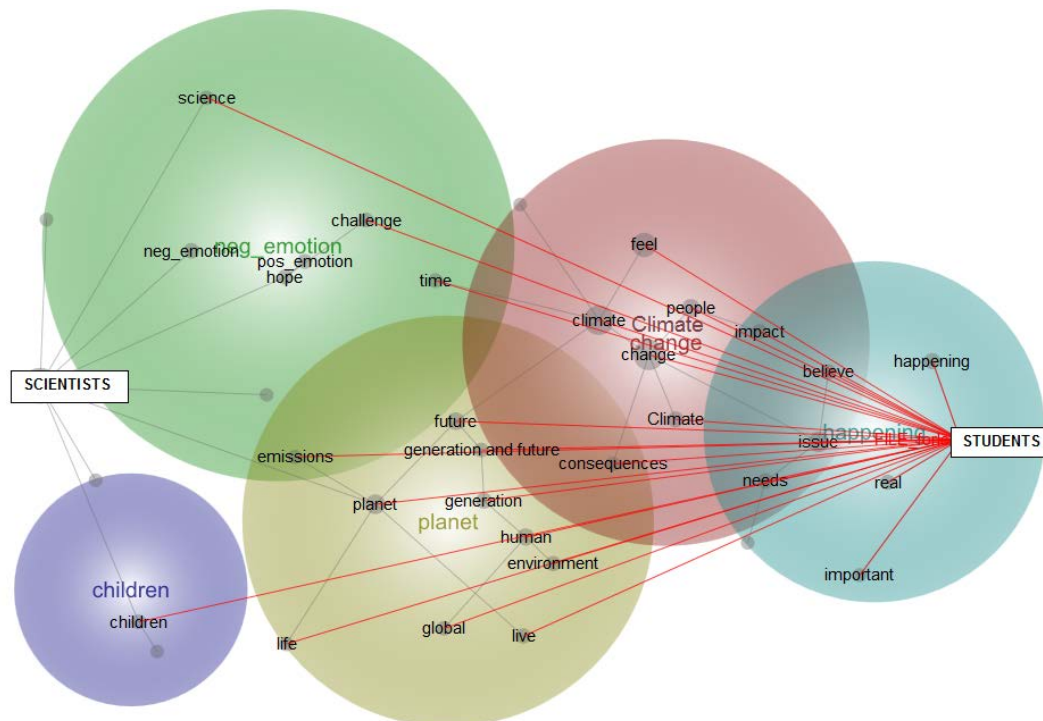 science
challenge
neg_emotion
neg_emotion
pos_emotion
hope
time
feel
people
climate
Climate
change
change
impact
believe
happening
SCIENTISTS
Climate
future
happening
issue
STUDENTS
generation and future
emissions
consequences
needs
real
planet
generation
planet
human
environment
important
children
children
global
live
life